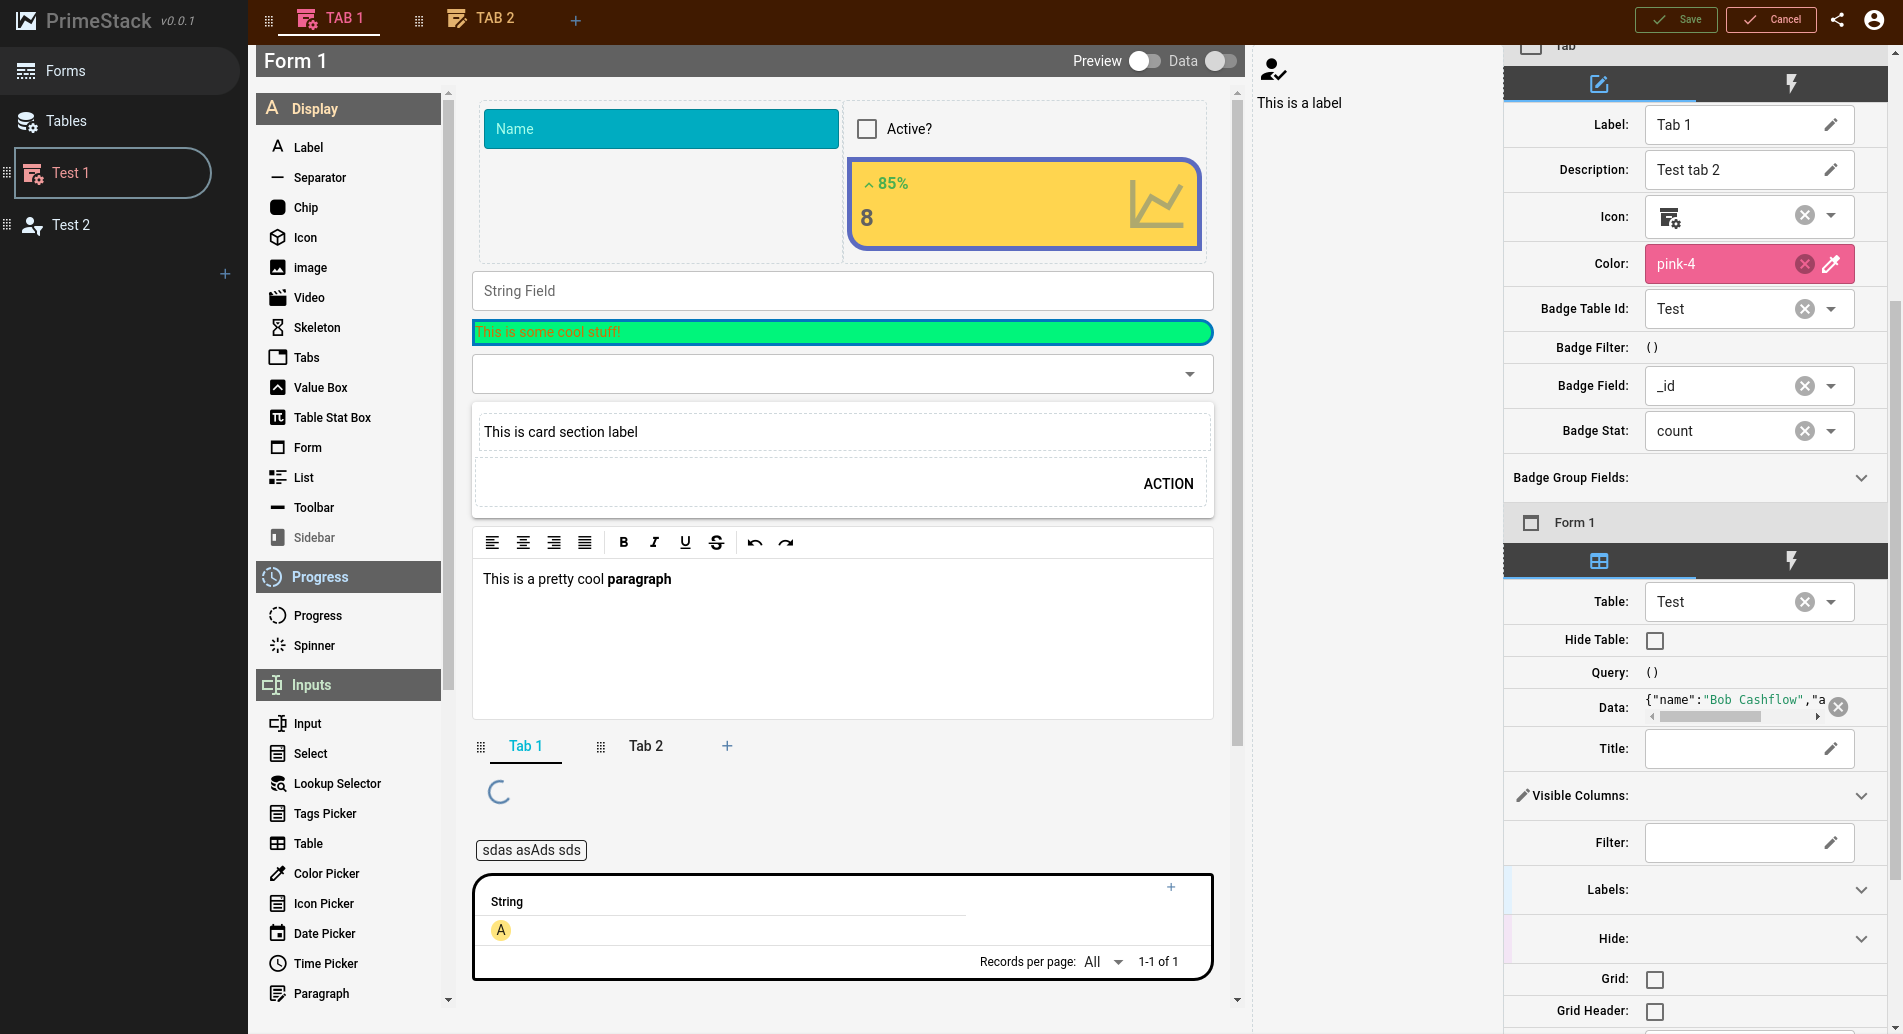 PrimeStack v0.0.1
TAB 1
TAB 2
+
Save
Cancel
Forms
Tables
Test 1
Test 2
+
Form 1
Preview
Data
Display
Label
Separator
Chip
Icon
image
Video
Skeleton
Tabs
Value Box
Table Stat Box
Form
List
Toolbar
Sidebar
Progress
Progress
Spinner
Inputs
Input
Select
Lookup Selector
Tags Picker
Table
Color Picker
Icon Picker
Date Picker
Time Picker
Paragraph
Name
Active?
85%
8
String Field
This is some cool stuff!
This is card section label
ACTION
B I U S
This is a pretty cool paragraph
Tab 1
Tab 2
+
sdas asAds sds
+
String
A
Records per page: All 1-1 of 1
This is a label
Tab
Label: Tab 1
Description: Test tab 2
Icon:
Color: pink-4
Badge Table Id: Test
Badge Filter: ()
Badge Field: _id
Badge Stat: count
Badge Group Fields:
Form 1
Table: Test
Hide Table:
Query: ()
Data: {"name":"Bob Cashflow","a
Title:
Visible Columns:
Filter:
Labels:
Hide:
Grid:
Grid Header: